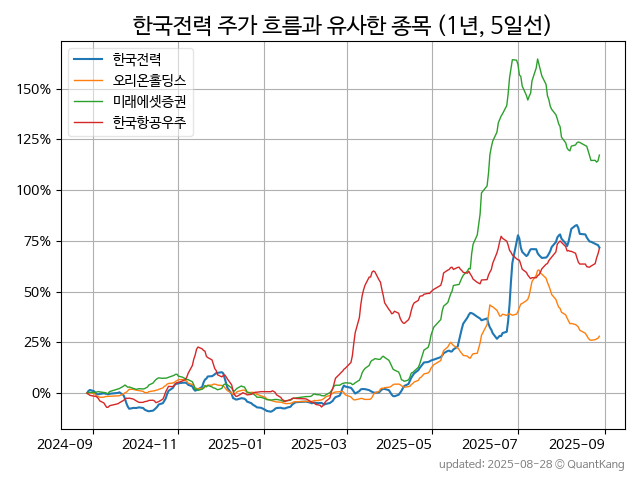 한국전력 주가 흐름과 유사한 종목 (1년, 5일선)
한국전력
오리온홀딩스
미래에셋증권
한국항공우주
150%
125%
100%
75%
50%
25%
0%
2024-09
2024-11
2025-01
2025-03
2025-05
2025-07
2025-09
updated: 2025-08-28 © QuantKang